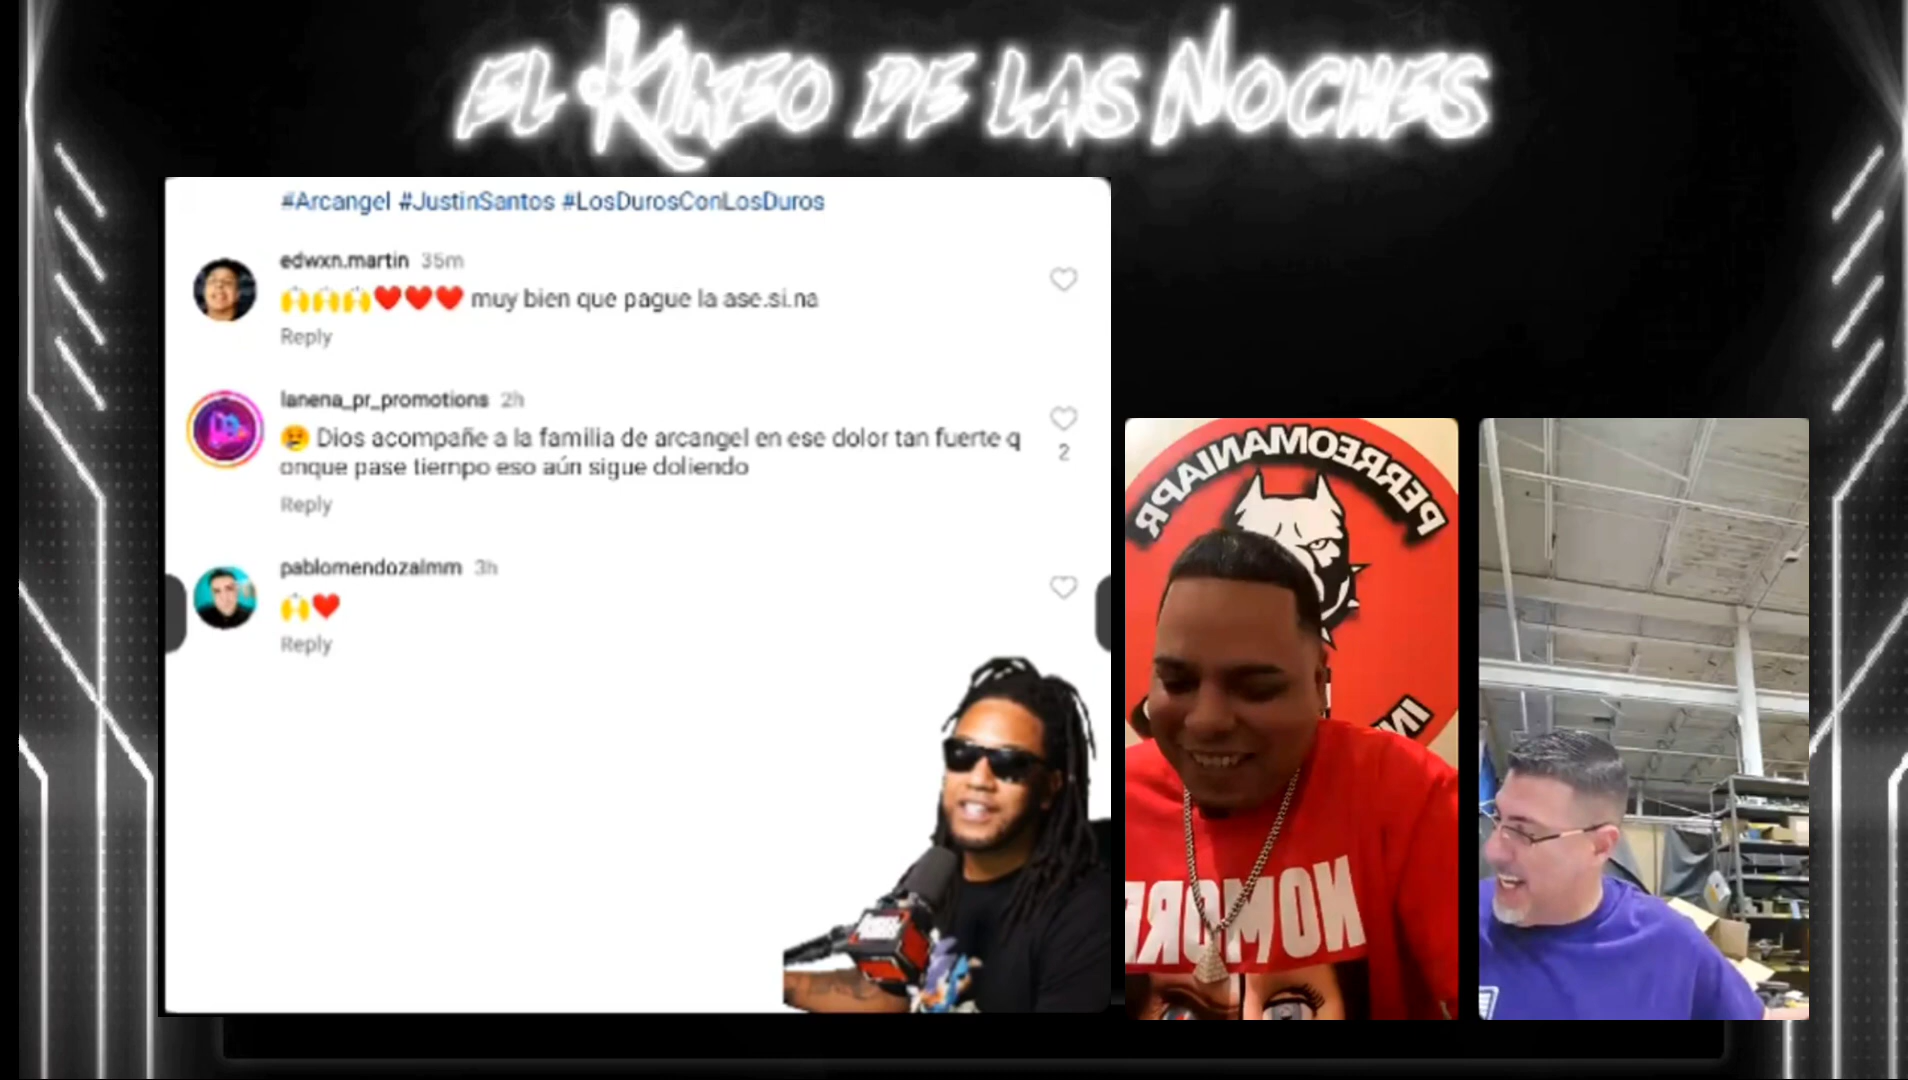 EL KIKEO DE LAS NOCHES
#Arcangel #JustinSantos #LosDurosConLosDuros
edwxn.martin 35m
🙌🙌🙌❤️❤️❤️ muy bien que pague la ase.si.na
Reply
lanena_pr_promotions 2h
😢 Dios acompañe a la familia de arcangel en ese dolor tan fuerte q
2
onque pase tiempo eso aún sigue doliendo
Reply
pablomendozalmm 3h
🙌❤️
Reply
PERREOMANIAPR
NOMORE